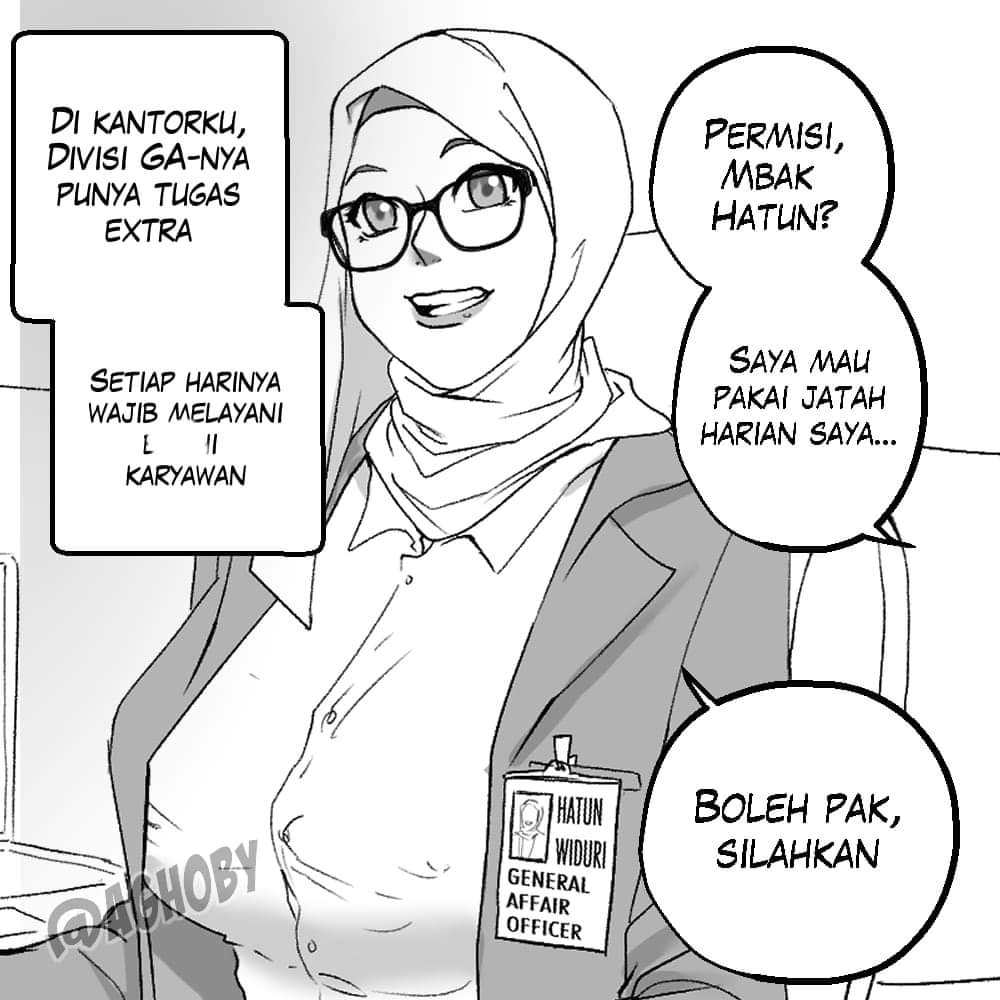 DI KANTORKU,
DIVISI GA-NYA
PUNYA TUGAS
EXTRA
SETIAP HARINYA
WAJIB MELAYANI
KARYAWAN
PERMISI,
MBAK
HATUN?
SAYA MAU
PAKAI JATAH
HARIAN SAYA...
BOLEH PAK,
SILAHKAN
HATUN
WIDURI
GENERAL
AFFAIR
OFFICER
@AGHOBY